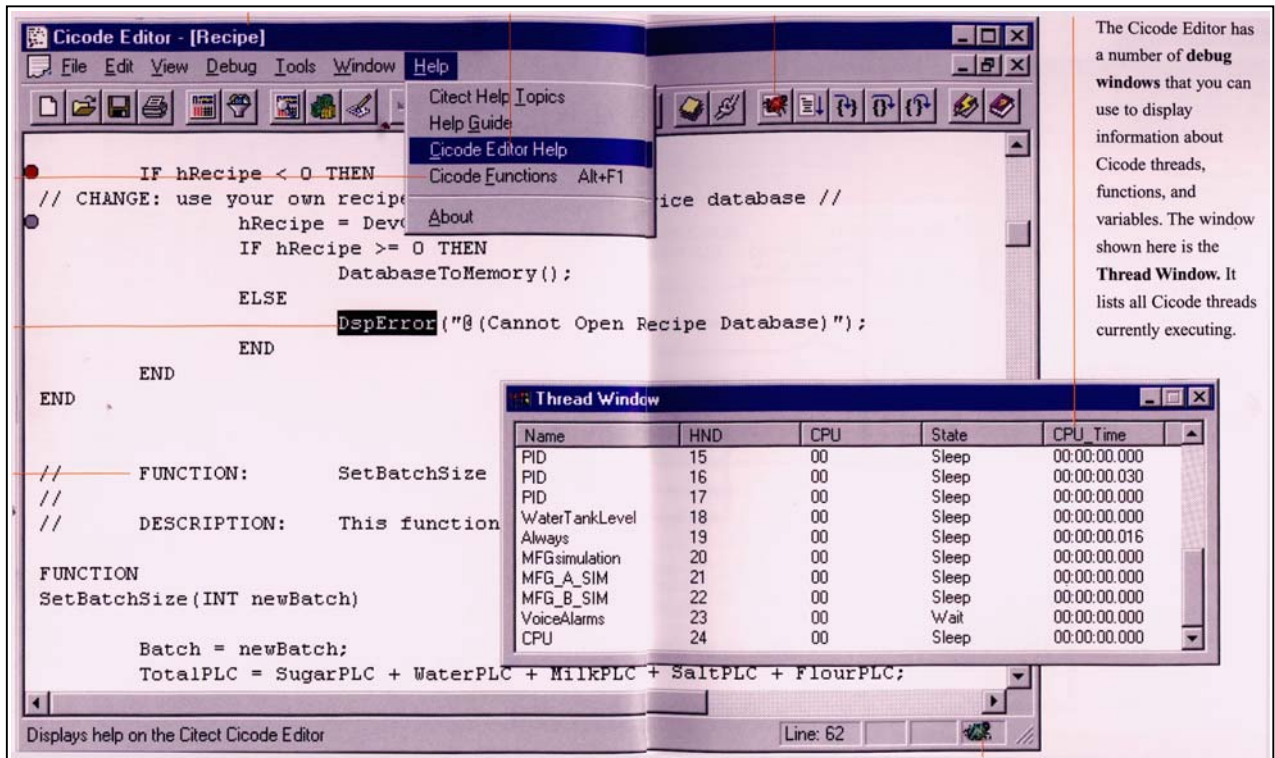 Cicode Editor - [Recipe]
File Edit View Debug Tools Window Help
Citect Help Topics
Help Guide
Cicode Editor Help
Cicode Functions Alt+F1
About
IF hRecipe < 0 THEN
// CHANGE: use your own recipe ice database //
hRecipe = Dev
IF hRecipe >= 0 THEN
DatabaseToMemory();
ELSE
DspError("@(Cannot Open Recipe Database)");
END
END
END
// FUNCTION: SetBatchSize
//
// DESCRIPTION: This function
FUNCTION
SetBatchSize(INT newBatch)
Batch = newBatch;
TotalPLC = SugarPLC + WaterPLC + MilkPLC + SaltPLC + FlourPLC;
Displays help on the Citect Cicode Editor
Line: 62
Thread Window
Name HND CPU State CPU_Time
PID 15 00 Sleep 00:00:00.000
PID 16 00 Sleep 00:00:00.030
PID 17 00 Sleep 00:00:00.000
WaterTankLevel 18 00 Sleep 00:00:00.000
Always 19 00 Sleep 00:00:00.016
MFGsimulation 20 00 Sleep 00:00:00.000
MFG_A_SIM 21 00 Sleep 00:00:00.000
MFG_B_SIM 22 00 Sleep 00:00:00.000
VoiceAlarms 23 00 Wait 00:00:00.000
CPU 24 00 Sleep 00:00:00.000
The Cicode Editor has
a number of debug
windows that you can
use to display
information about
Cicode threads,
functions, and
variables. The window
shown here is the
Thread Window. It
lists all Cicode threads
currently executing.